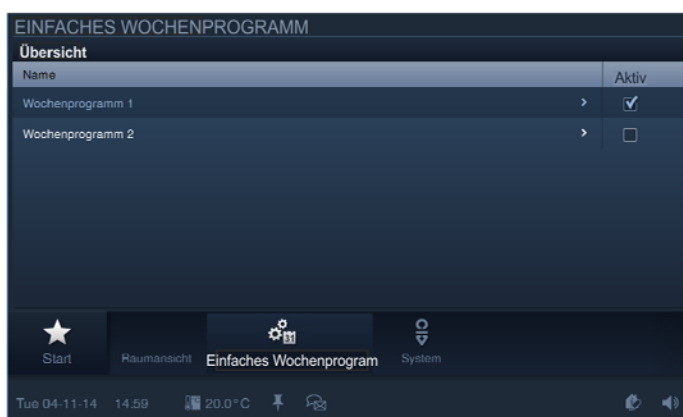 EINFACHES WOCHENPROGRAMM
Übersicht
Name Aktiv
Wochenprogramm 1
Wochenprogramm 2
31
Start Raumansicht Einfaches Wochenprogram System
Tue 04-11-14 14:59 20.0°C